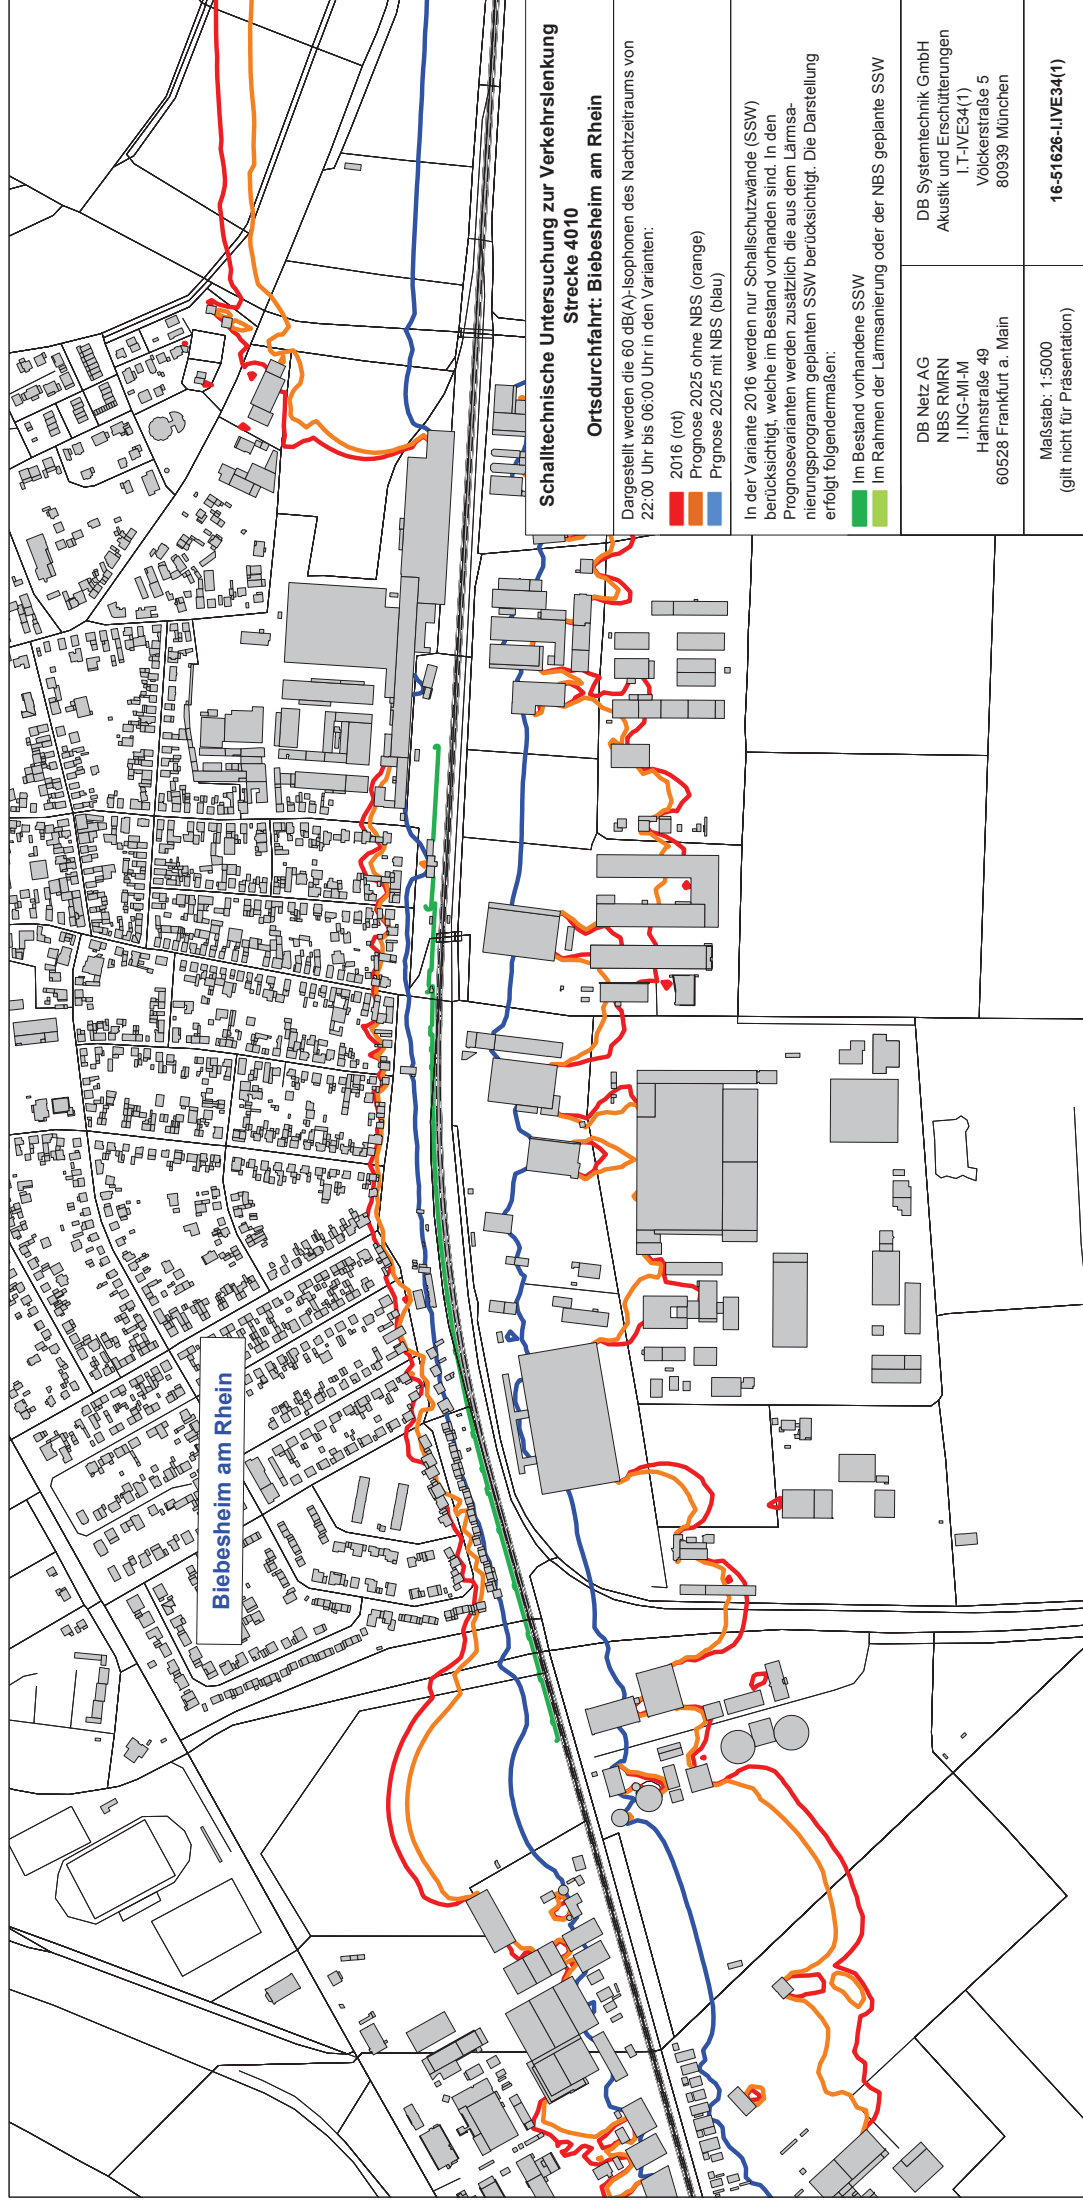 Biebesheim am Rhein
Schalltechnische Untersuchung zur Verkehrslenkung
Strecke 4010
Ortsdurchfahrt: Biebesheim am Rhein
Dargestellt werden die 60 dB(A)-Isophonen des Nachtzeitraums von
22:00 Uhr bis 06:00 Uhr in den Varianten:
2016 (rot)
Prognose 2025 ohne NBS (orange)
Prgnose 2025 mit NBS (blau)
In der Variante 2016 werden nur Schallschutzwände (SSW)
berücksichtigt, welche im Bestand vorhanden sind. In den
Prognosevarianten werden zusätzlich die aus dem Lärmsa-
nierungsprogramm geplanten SSW berücksichtigt. Die Darstellung
erfolgt folgendermaßen:
Im Bestand vorhandene SSW
Im Rahmen der Lärmsanierung oder der NBS geplante SSW
DB Netz AG
NBS RMRN
I.ING-MI-M
Hahnstraße 49
60528 Frankfurt a. Main
DB Systemtechnik GmbH
Akustik und Erschütterungen
I.T-IVE34(1)
Völckerstraße 5
80939 München
Maßstab: 1:5000
(gilt nicht für Präsentation)
16-51626-I.IVE34(1)